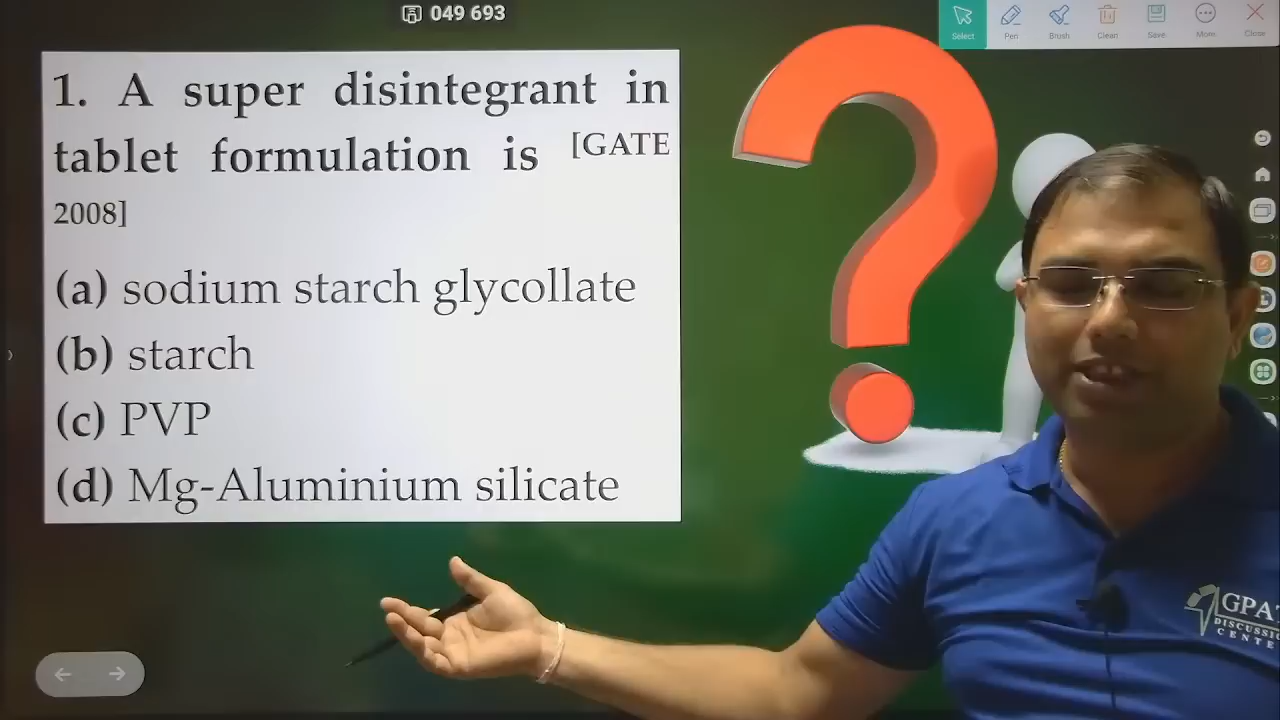 049 693
Select
Pen
Brush
Clean
Save
More
Close
1. A super disintegrant in
tablet formulation is [GATE
2008]
(a) sodium starch glycollate
(b) starch
(c) PVP
(d) Mg-Aluminium silicate